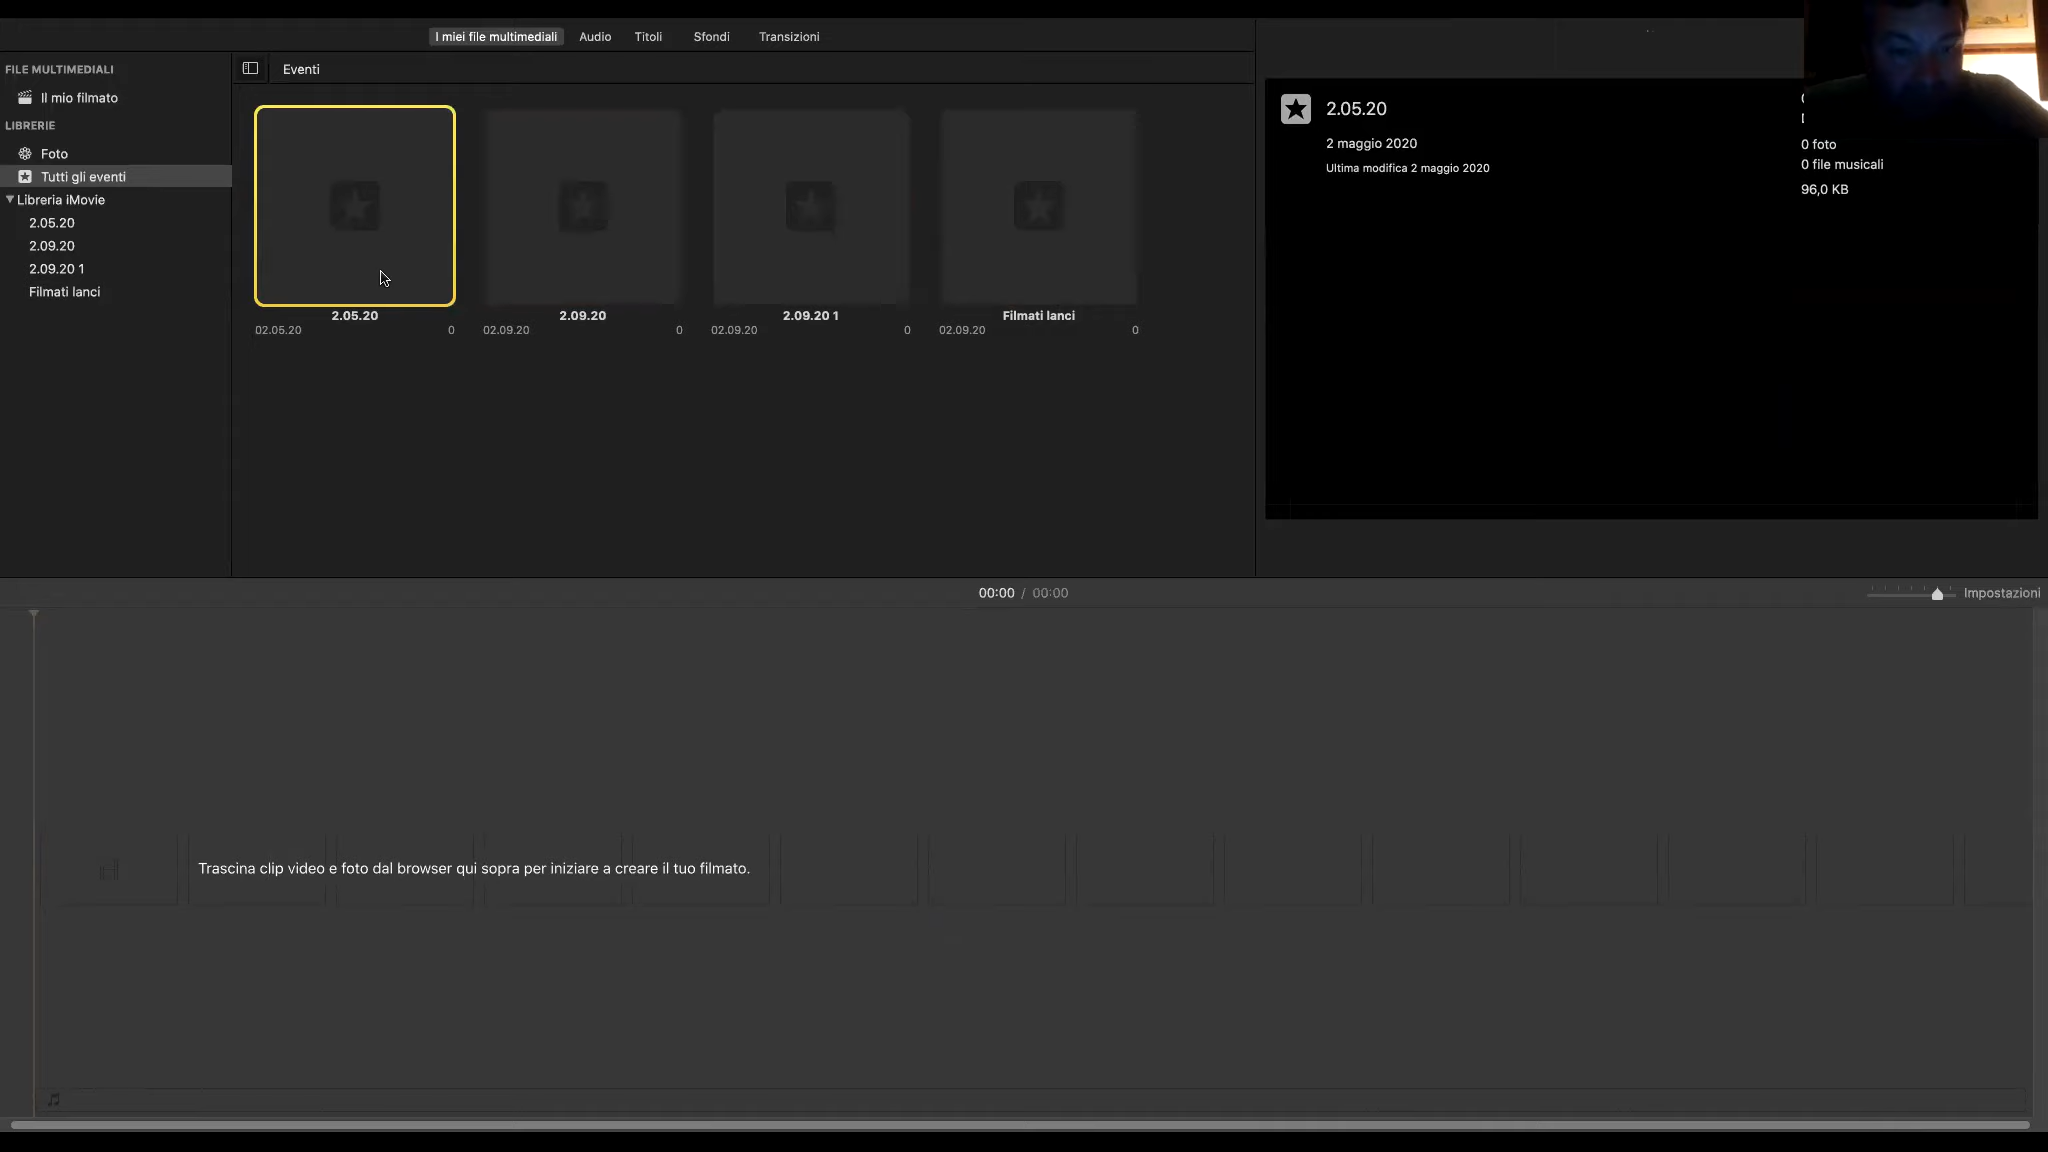 I miei file multimediali Audio Titoli Sfondi Transizioni
FILE MULTIMEDIALI
Il mio filmato
LIBRERIE
Foto
Tutti gli eventi
Libreria iMovie
2.05.20
2.09.20
2.09.20 1
Filmati lanci
Eventi
2.05.20
02.05.20 0
2.09.20
02.09.20 0
2.09.20 1
02.09.20 0
Filmati lanci
02.09.20 0
2.05.20
2 maggio 2020
Ultima modifica 2 maggio 2020
0 foto
0 file musicali
96,0 KB
00:00 / 00:00
Impostazioni
Trascina clip video e foto dal browser qui sopra per iniziare a creare il tuo filmato.